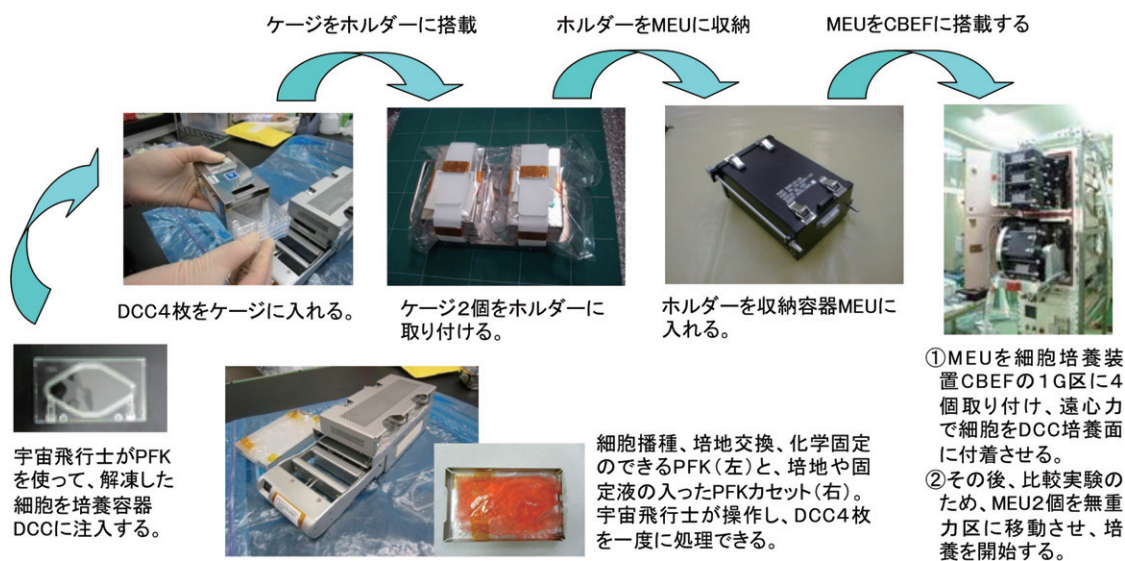 ケージをホルダーに搭載
ホルダーをMEUに収納
MEUをCBEFに搭載する
DCC4枚をケージに入れる。
ケージ2個をホルダーに
取り付ける。
ホルダーを収納容器MEUに
入れる。
①MEUを細胞培養装
置CBEFの1G区に4
個取り付け、遠心力
で細胞をDCC培養面
に付着させる。
②その後、比較実験の
ため、MEU2個を無重
力区に移動させ、培
養を開始する。
宇宙飛行士がPFK
を使って、解凍した
細胞を培養容器
DCCに注入する。
細胞播種、培地交換、化学固定
のできるPFK(左)と、培地や固
定液の入ったPFKカセット(右)。
宇宙飛行士が操作し、DCC4枚
を一度に処理できる。